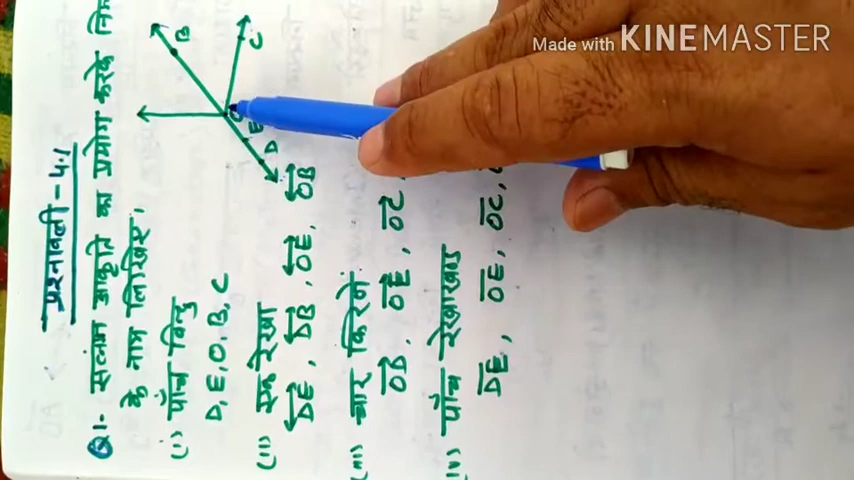 Made with KINEMASTER
प्रश्नावली - 4.1
Q1- संलग्न आकृति का प्रयोग करके
के नाम लिखिए।
(i) पाँच बिन्दु
D, E, O, B, C
(ii) एक रेखा
DE, DB, OE, OB
(iii) चार किरणें
OD, OE, OC,
(iv) पाँच रेखाखण्ड
DE, OE, OC,
B
C
O
E
D